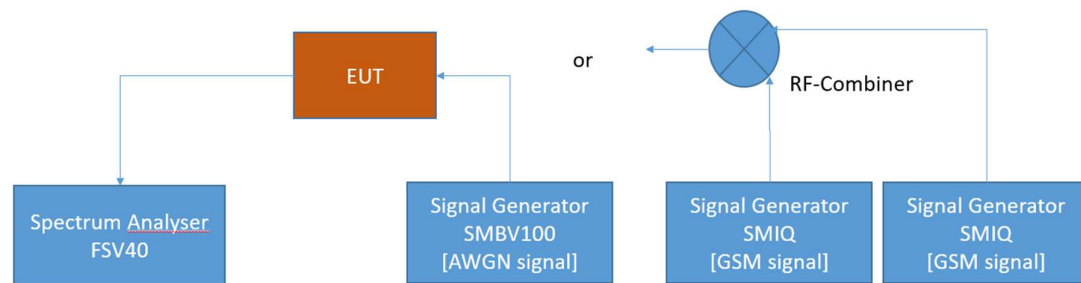 EUT
or
RF-Combiner
Spectrum Analyser
FSV40
Signal Generator
SMBV100
[AWGN signal]
Signal Generator
SMIQ
[GSM signal]
Signal Generator
SMIQ
[GSM signal]